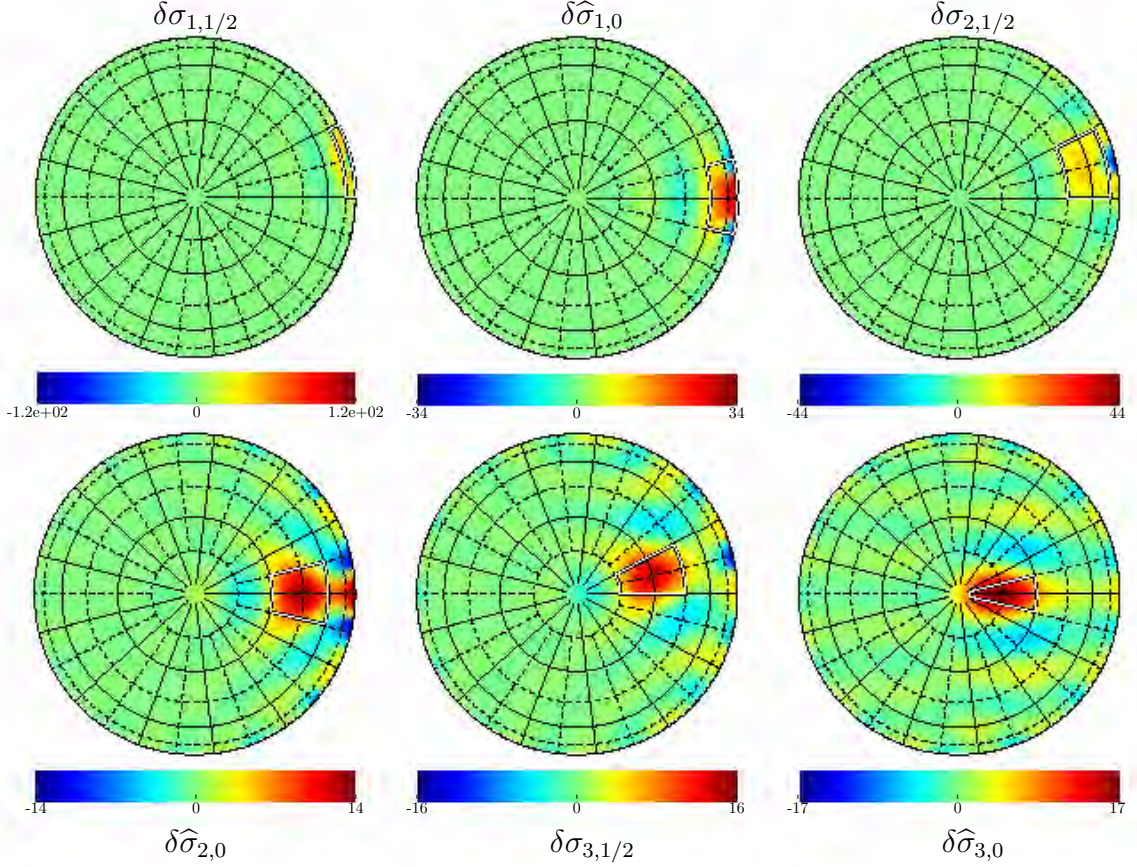 δσ₁,₁/₂ δσ̂₁,₀ δσ₂,₁/₂
-1.2e+02 0 1.2e+02 -34 0 34 -44 0 44
-14 0 14 -16 0 16 -17 0 17
δσ̂₂,₀ δσ₃,₁/₂ δσ̂₃,₀